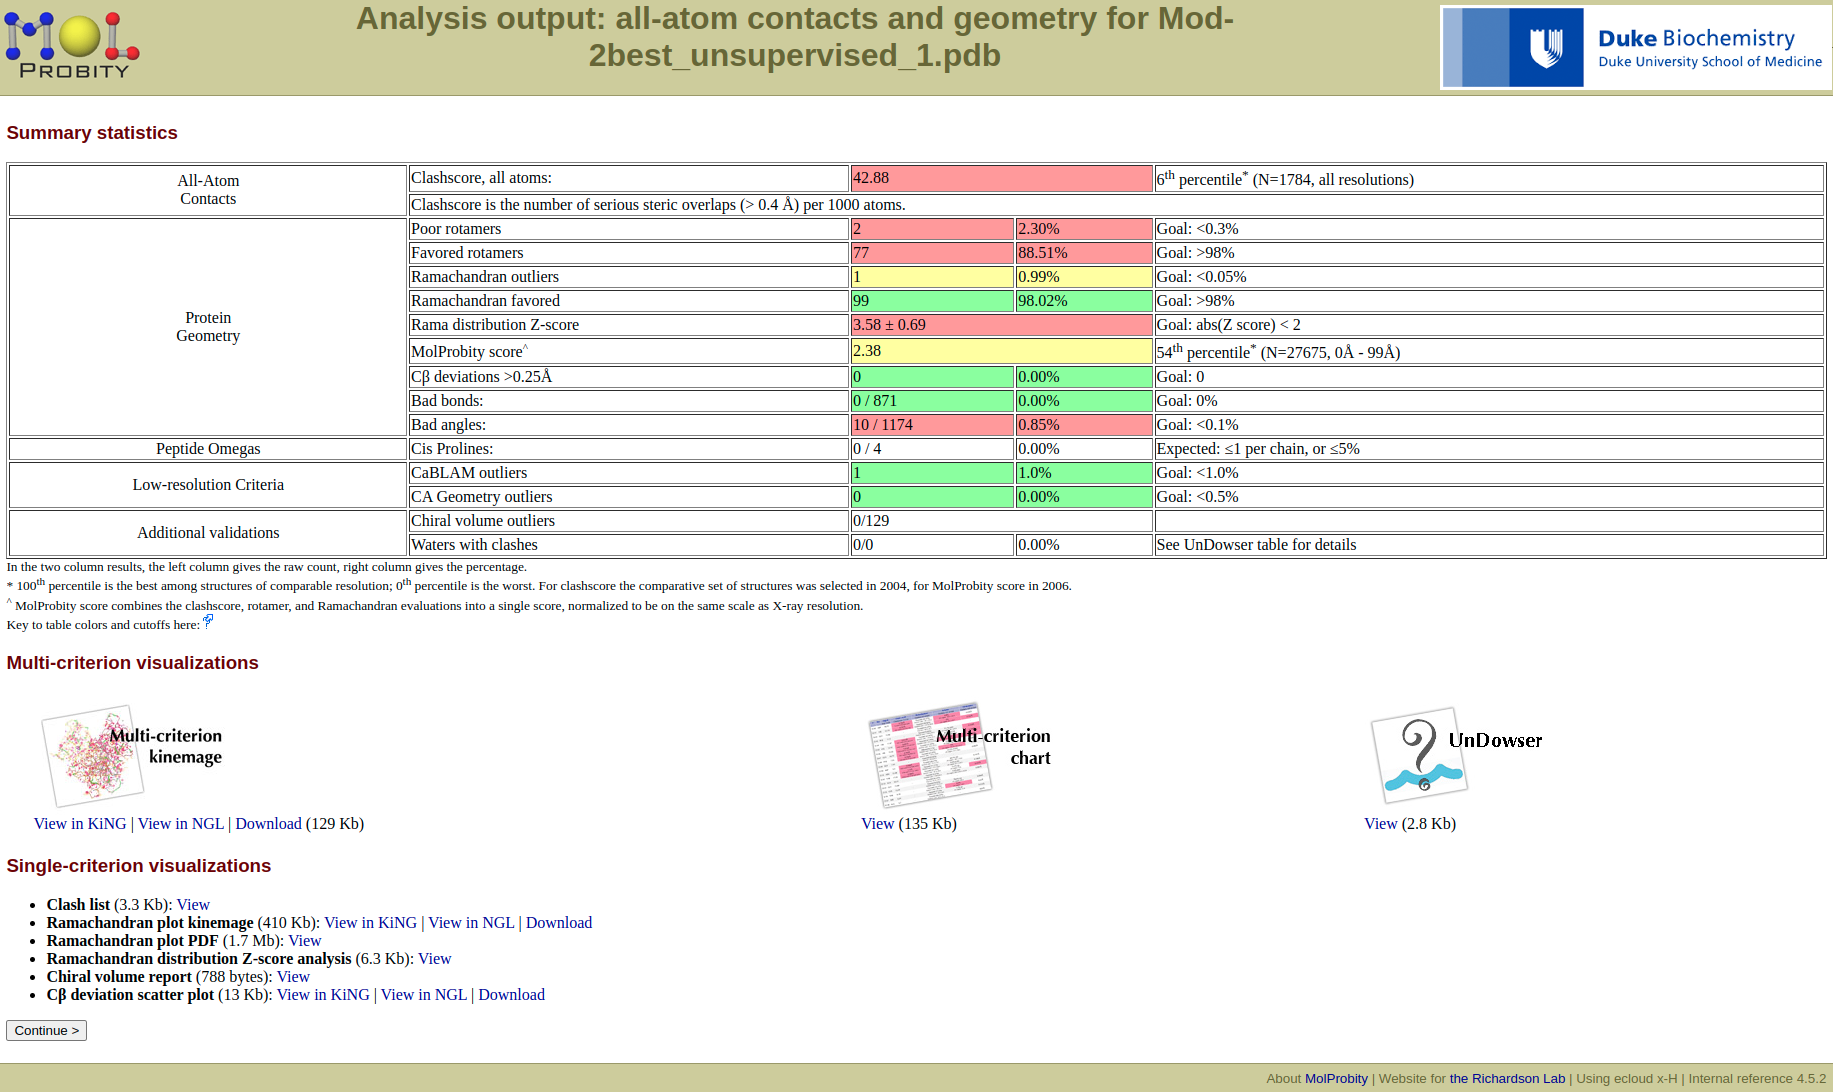 PROBITY
Analysis output: all-atom contacts and geometry for Mod-
2best_unsupervised_1.pdb
Duke Biochemistry
Duke University School of Medicine
Summary statistics
All-Atom
Contacts
Clashscore, all atoms: 42.88 6th percentile* (N=1784, all resolutions)
Clashscore is the number of serious steric overlaps (> 0.4 Å) per 1000 atoms.
Protein
Geometry
Poor rotamers 2 2.30% Goal: <0.3%
Favored rotamers 77 88.51% Goal: >98%
Ramachandran outliers 1 0.99% Goal: <0.05%
Ramachandran favored 99 98.02% Goal: >98%
Rama distribution Z-score 3.58 ± 0.69 Goal: abs(Z score) < 2
MolProbity score^ 2.38 54th percentile* (N=27675, 0Å - 99Å)
Cβ deviations >0.25Å 0 0.00% Goal: 0
Bad bonds: 0 / 871 0.00% Goal: 0%
Bad angles: 10 / 1174 0.85% Goal: <0.1%
Peptide Omegas Cis Prolines: 0 / 4 0.00% Expected: ≤1 per chain, or ≤5%
Low-resolution Criteria
CaBLAM outliers 1 1.0% Goal: <1.0%
CA Geometry outliers 0 0.00% Goal: <0.5%
Additional validations
Chiral volume outliers 0/129
Waters with clashes 0/0 0.00% See UnDowser table for details
In the two column results, the left column gives the raw count, right column gives the percentage.
* 100th percentile is the best among structures of comparable resolution; 0th percentile is the worst. For clashscore the comparative set of structures was selected in 2004, for MolProbity score in 2006.
^ MolProbity score combines the clashscore, rotamer, and Ramachandran evaluations into a single score, normalized to be on the same scale as X-ray resolution.
Key to table colors and cutoffs here: ?
Multi-criterion visualizations
Multi-criterion
kinemage
Multi-criterion
chart
UnDowser
View in KiNG | View in NGL | Download (129 Kb)
View (135 Kb)
View (2.8 Kb)
Single-criterion visualizations
• Clash list (3.3 Kb): View
• Ramachandran plot kinemage (410 Kb): View in KiNG | View in NGL | Download
• Ramachandran plot PDF (1.7 Mb): View
• Ramachandran distribution Z-score analysis (6.3 Kb): View
• Chiral volume report (788 bytes): View
• Cβ deviation scatter plot (13 Kb): View in KiNG | View in NGL | Download
Continue >
About MolProbity | Website for the Richardson Lab | Using ecloud x-H | Internal reference 4.5.2